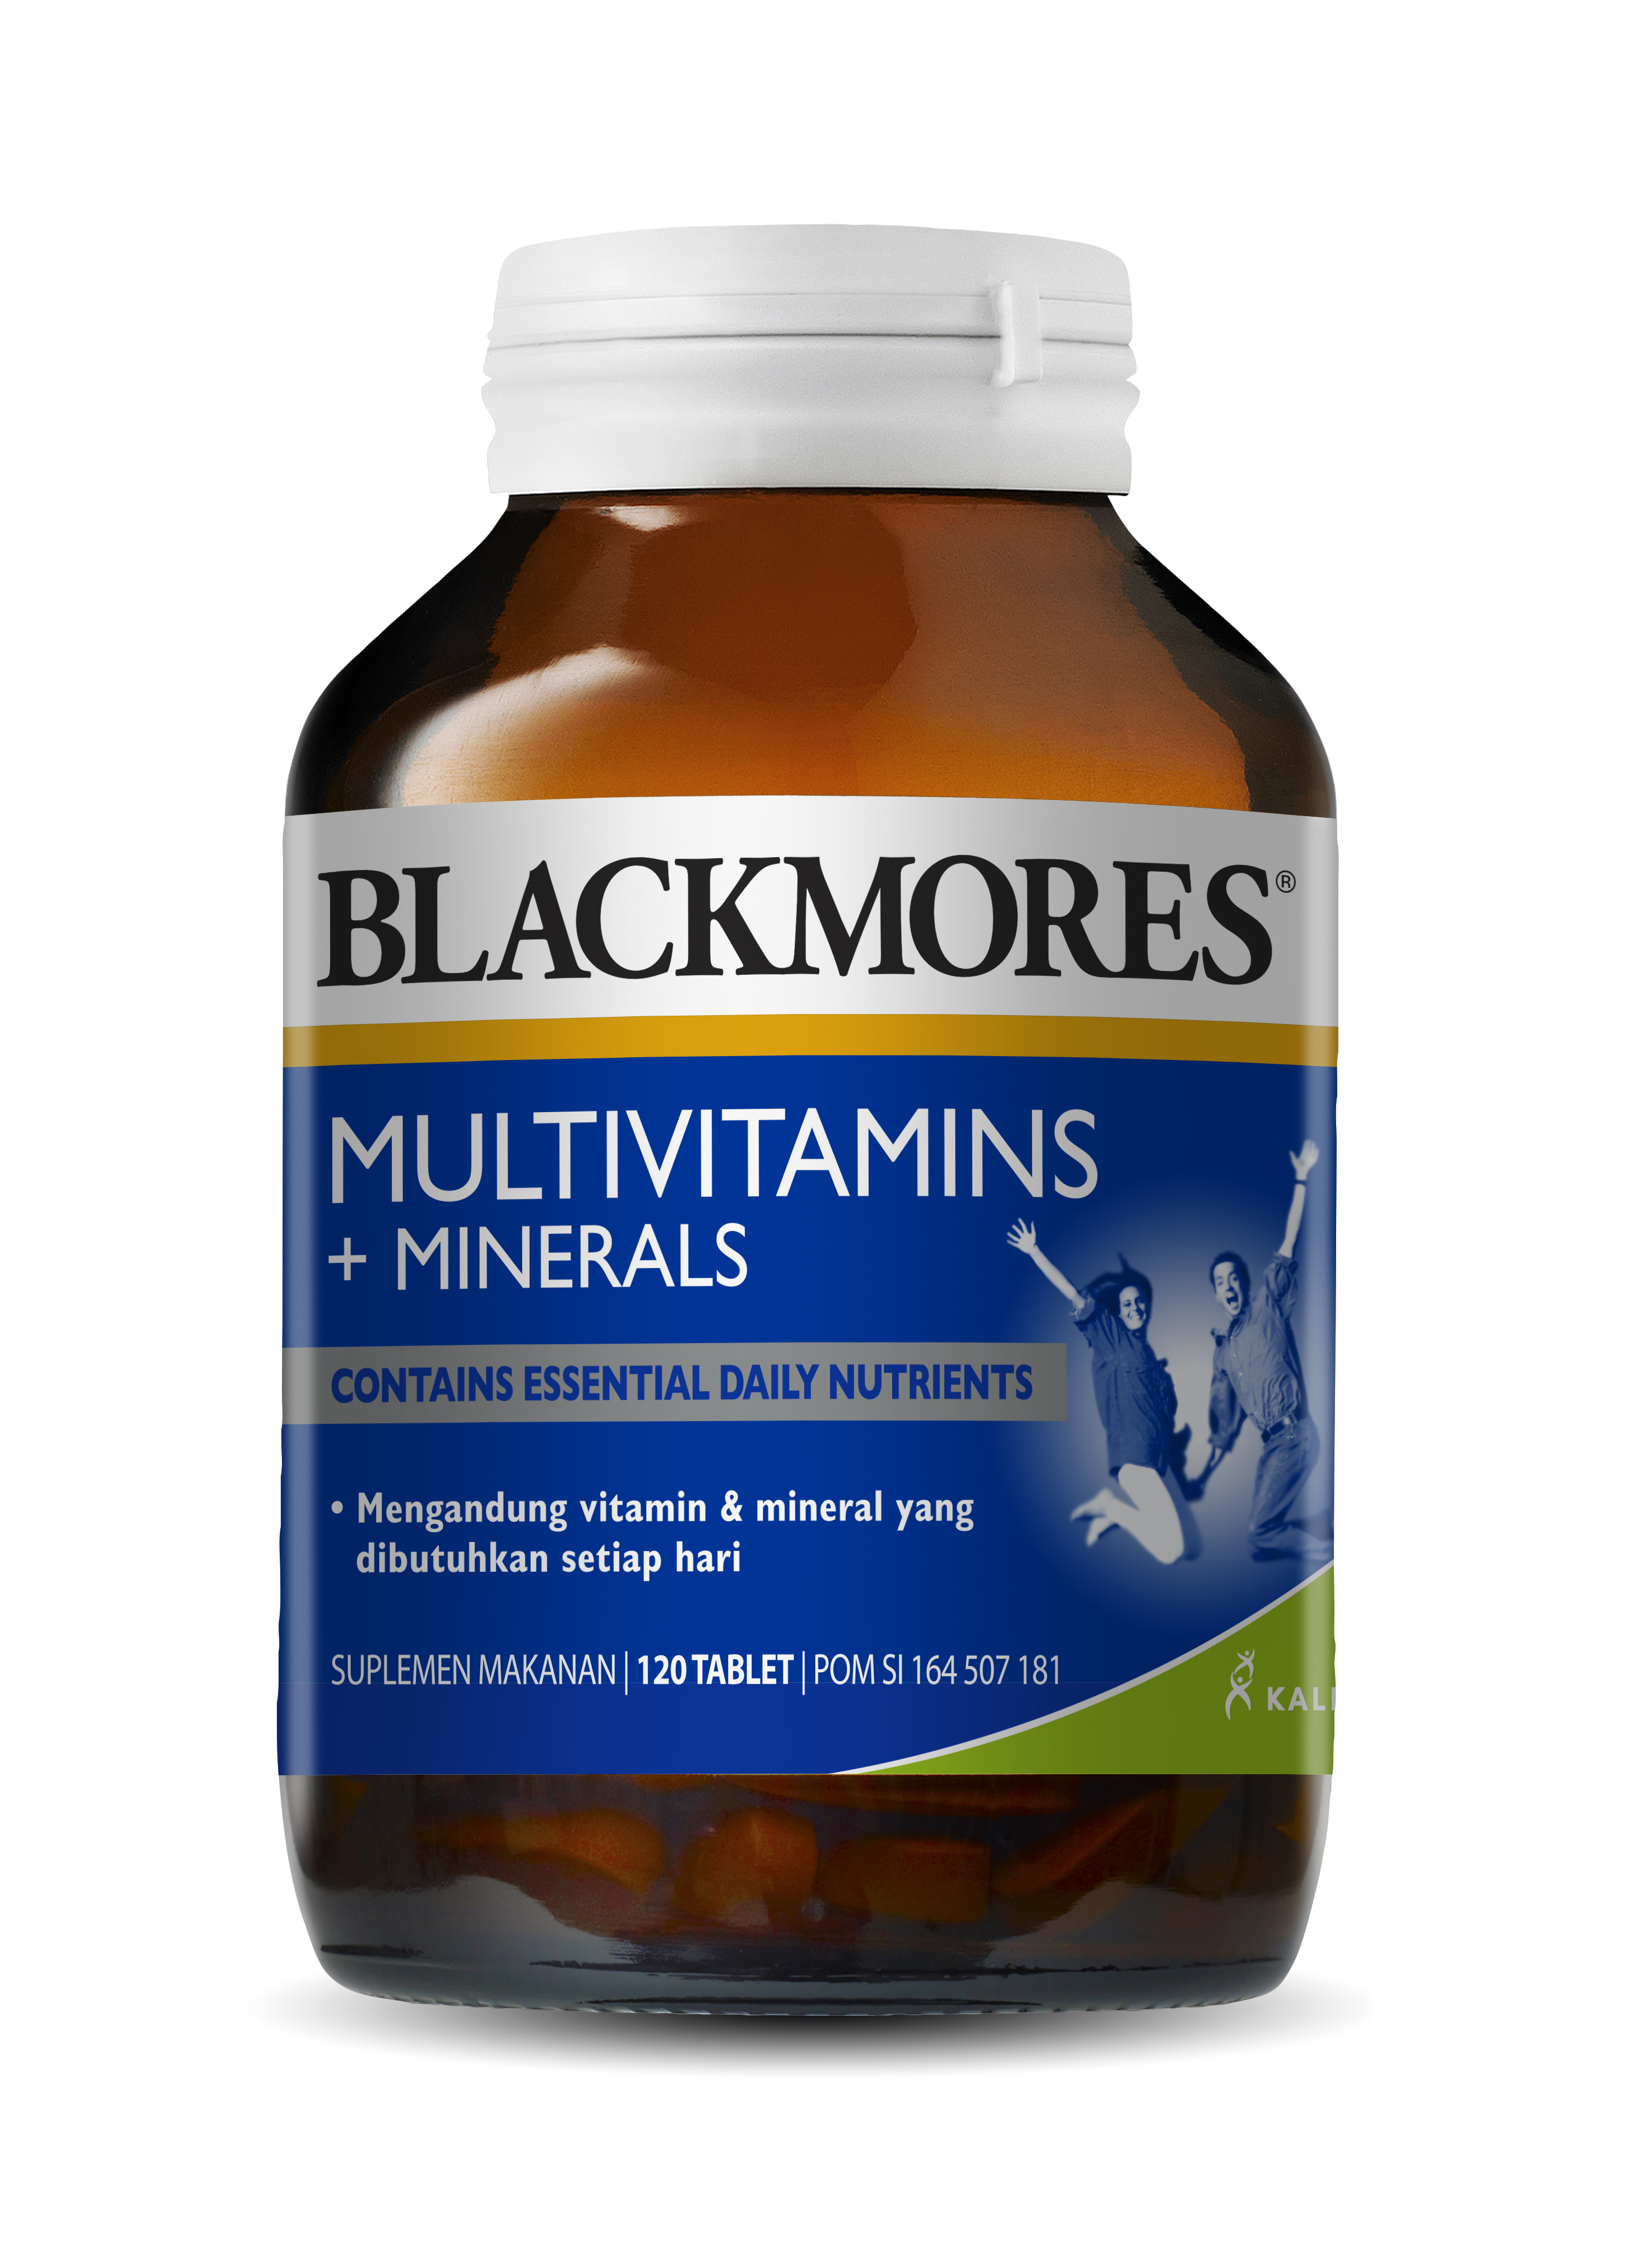 BLACKMORES®
MULTIVITAMINS
+ MINERALS
CONTAINS ESSENTIAL DAILY NUTRIENTS
• Mengandung vitamin & mineral yang
dibutuhkan setiap hari
SUPLEMEN MAKANAN | 120 TABLET | POM SI 164 507 181